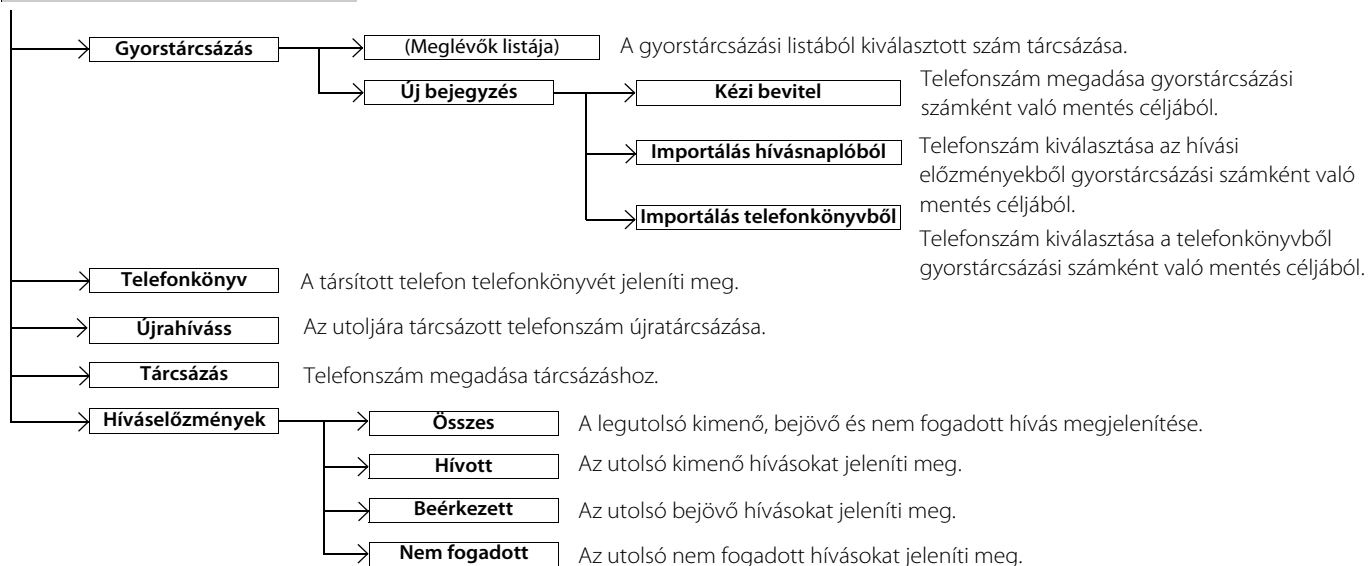 Gyorstárcsázás
(Meglévők listája)
A gyorstárcsázási listából kiválasztott szám tárcsázása.
Új bejegyzés
Kézi bevitel
Telefonszám megadása gyorstárcsázási
számként való mentés céljából.
Importálás hívásnaplóból
Telefonszám kiválasztása az hívási
előzményekből gyorstárcsázási számként való
mentés céljából.
Importálás telefonkönyvből
Telefonszám kiválasztása a telefonkönyvből
gyorstárcsázási számként való mentés céljából.
Telefonkönyv
A társított telefon telefonkönyvét jeleníti meg.
Újrahíváss
Az utoljára tárcsázott telefonszám újratárcsázása.
Tárcsázás
Telefonszám megadása tárcsázáshoz.
Híváselőzmények
Összes
A legutolsó kimenő, bejövő és nem fogadott hívás megjelenítése.
Hívott
Az utolsó kimenő hívásokat jeleníti meg.
Beérkezett
Az utolsó bejövő hívásokat jeleníti meg.
Nem fogadott
Az utolsó nem fogadott hívásokat jeleníti meg.